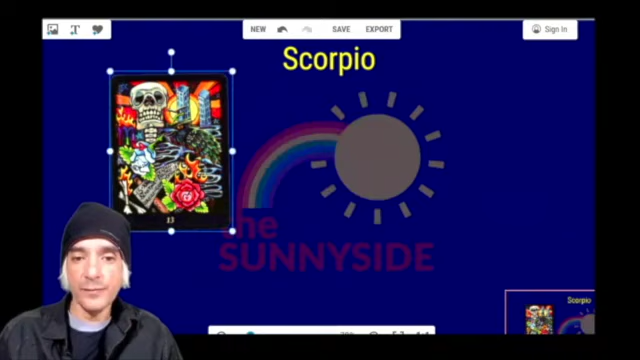 NEW
SAVE
EXPORT
Sign In
Scorpio
the
SUNNYSIDE
13
Scorpio